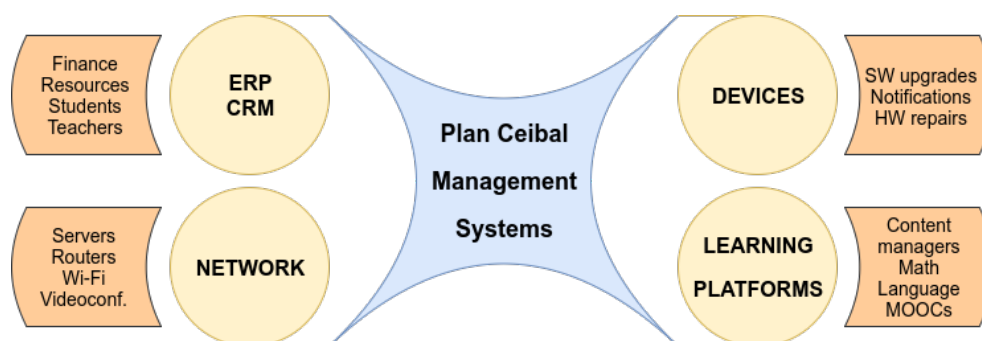 Finance
Resources
Students
Teachers
ERP
CRM
Servers
Routers
Wi-Fi
Videoconf.
NETWORK
Plan Ceibal
Management
Systems
DEVICES
SW upgrades
Notifications
HW repairs
LEARNING
PLATFORMS
Content
managers
Math
Language
MOOCs